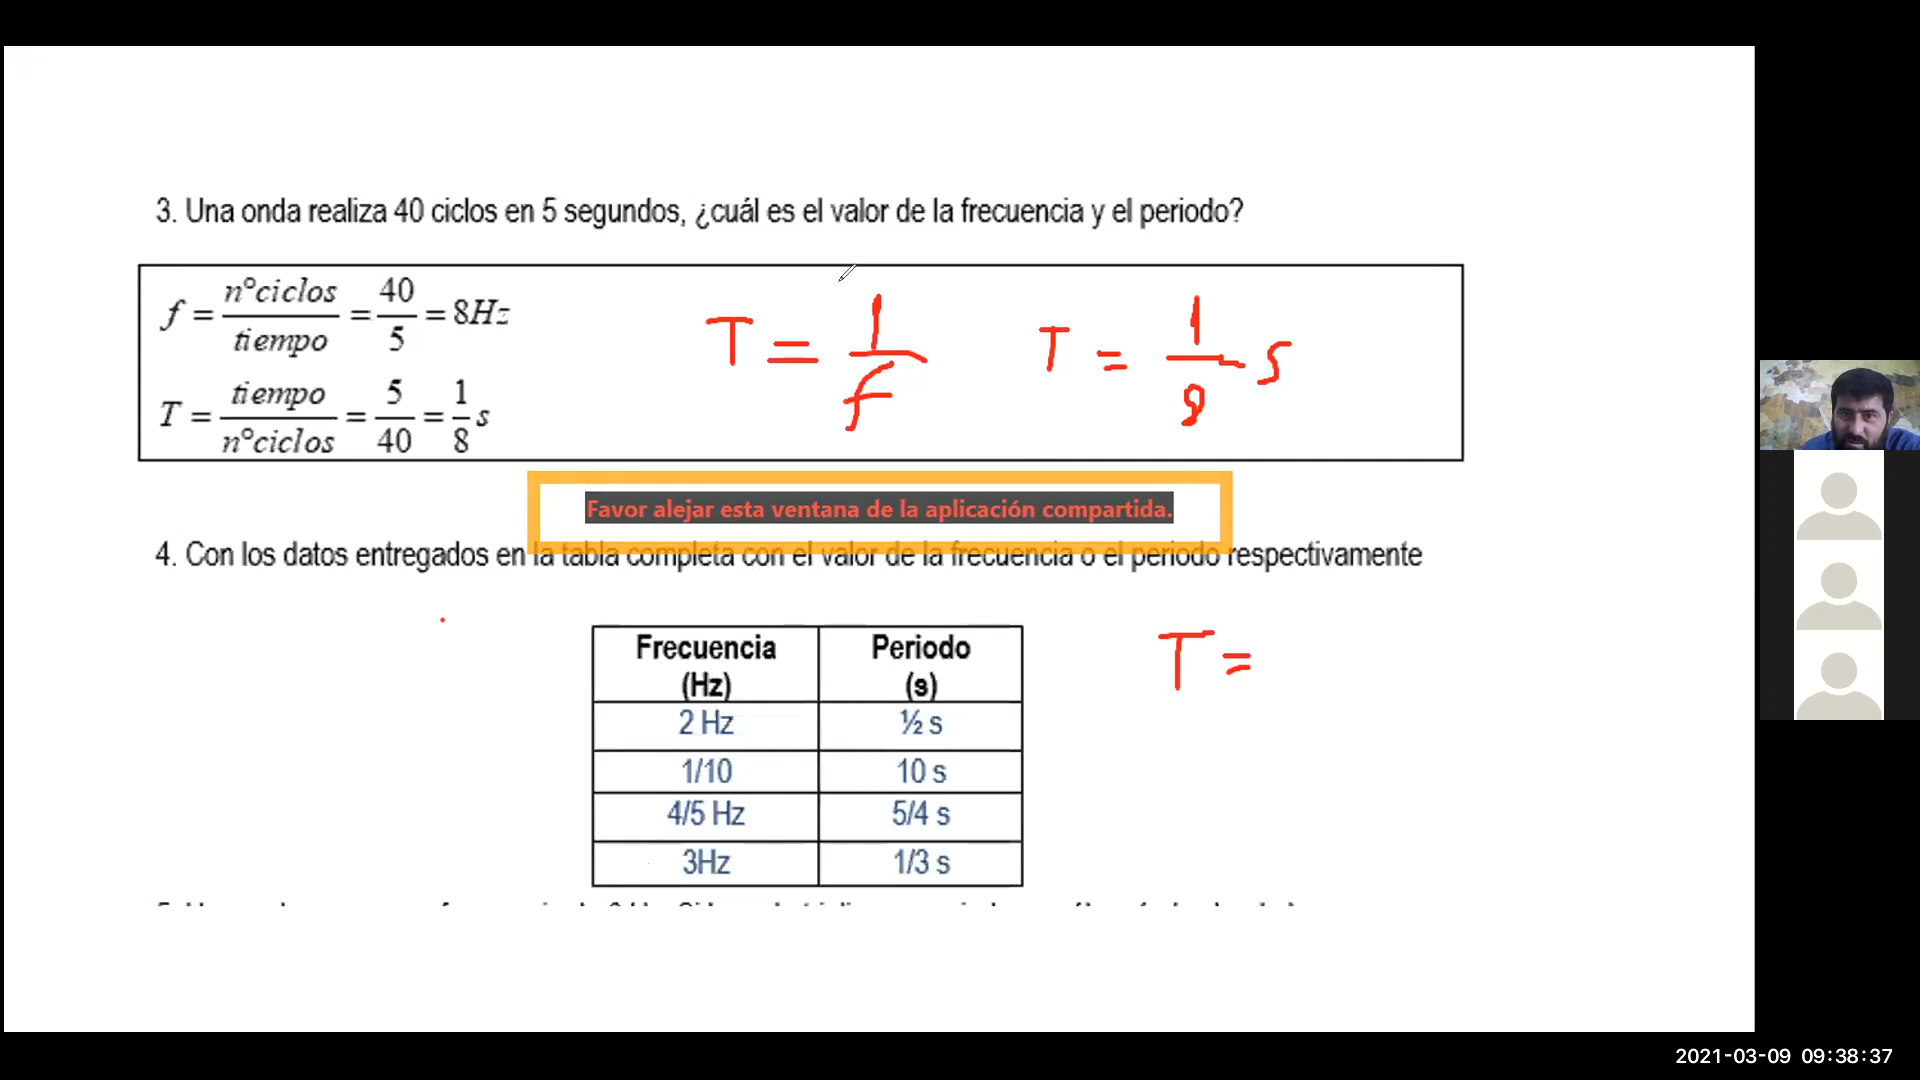 3. Una onda realiza 40 ciclos en 5 segundos, ¿cuál es el valor de la frecuencia y el periodo?
f = n°ciclos / tiempo = 40 / 5 = 8Hz
T = tiempo / n°ciclos = 5 / 40 = 1 / 8 s
T = 1 / f
T = 1 / 8 s
Favor alejar esta ventana de la aplicación compartida.
4. Con los datos entregados en la tabla completa con el valor de la frecuencia o el periodo respectivamente
Frecuencia (Hz) Periodo (s)
2 Hz ½ s
1/10 10 s
4/5 Hz 5/4 s
3Hz 1/3 s
T =
2021-03-09 09:38:37